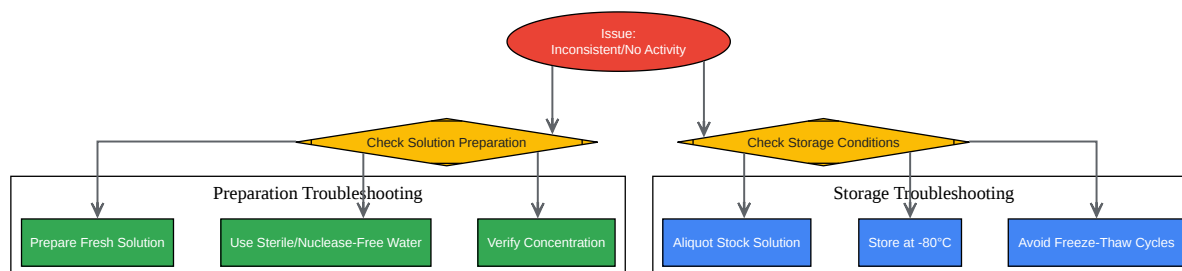 Issue:
Inconsistent/No Activity
Check Solution Preparation
Check Storage Conditions
Preparation Troubleshooting
Storage Troubleshooting
Prepare Fresh Solution
Use Sterile/Nuclease-Free Water
Verify Concentration
Aliquot Stock Solution
Store at -80°C
Avoid Freeze-Thaw Cycles